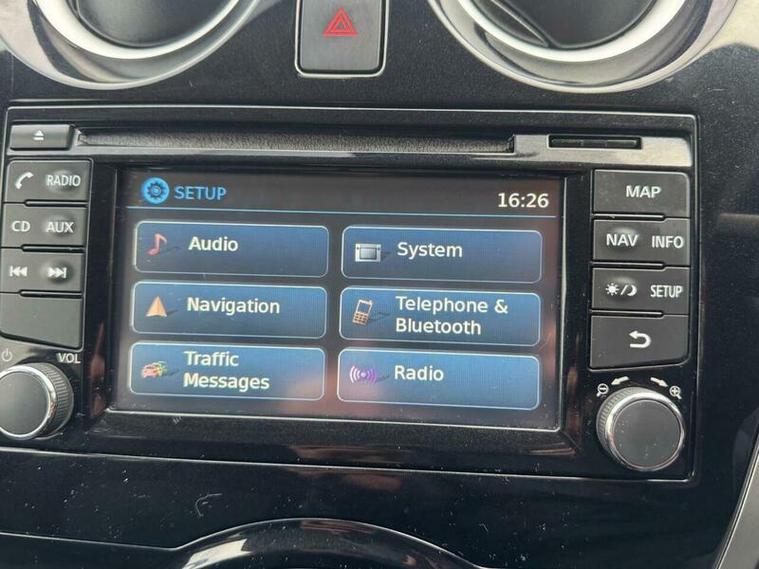 RADIO
CD AUX
VOL
SETUP
16:26
Audio
System
Navigation
Telephone &
Bluetooth
Traffic
Messages
Radio
MAP
NAV INFO
SETUP